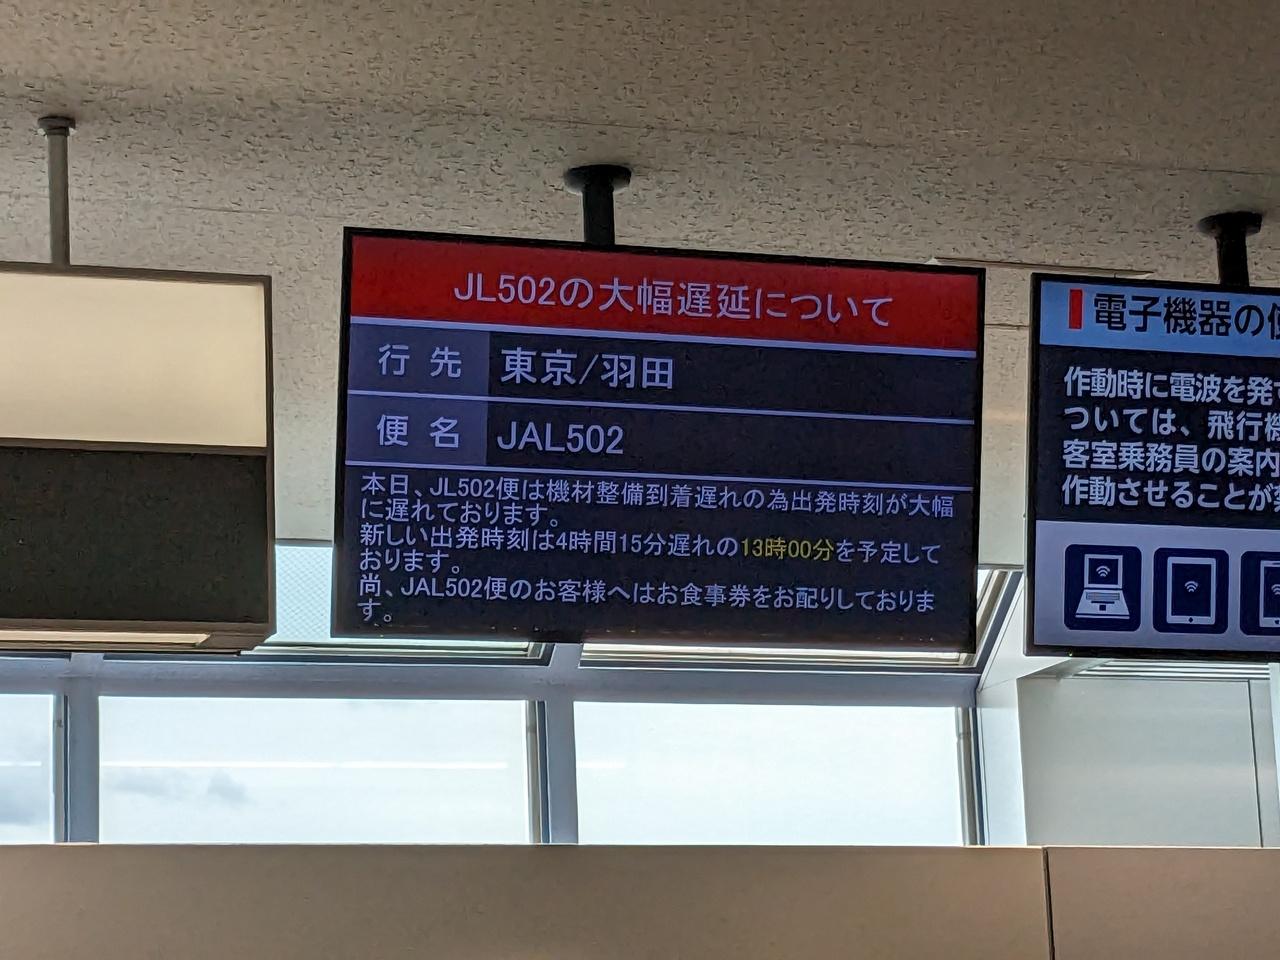 JL502の大幅遅延について
行先 東京/羽田
便名 JAL502
本日、JL502便は機材整備到着遅れの為出発時刻が大幅
に遅れております。
新しい出発時刻は4時間15分遅れの13時00分を予定して
おります。
尚、JAL502便のお客様へはお食事券をお配りしておりま
す。
電子機器の
作動時に電波を発
ついては、飛行機
客室乗務員の案内
作動させることが